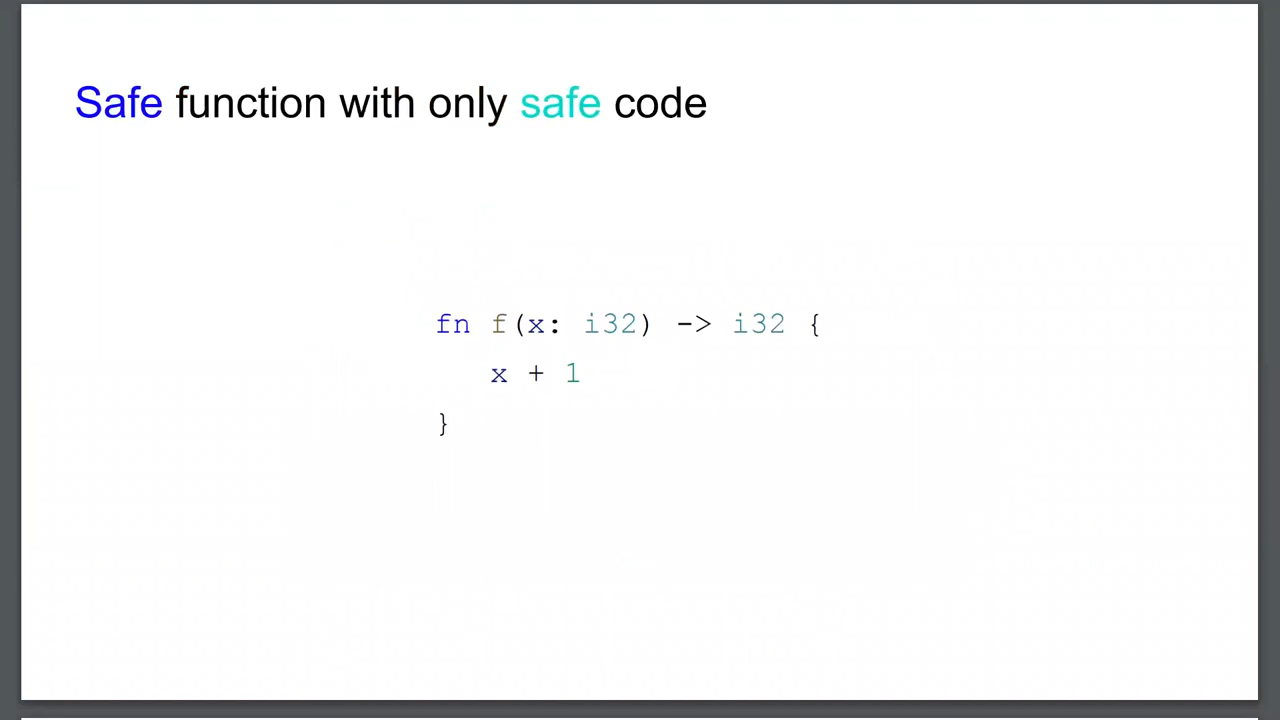 Safe function with only safe code
fn f(x: i32) -> i32 {
x + 1
}